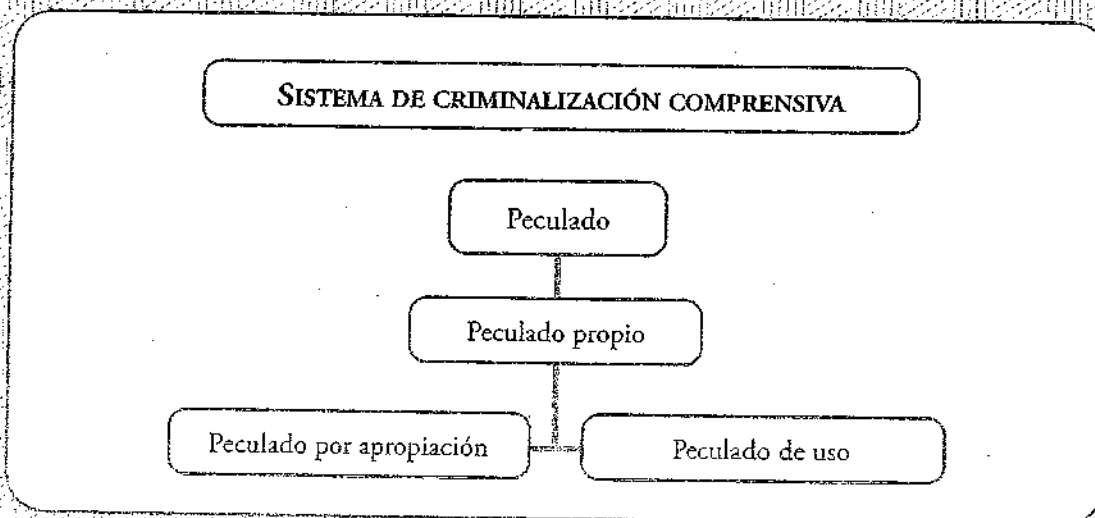 SISTEMA DE CRIMINALIZACIÓN COMPRENSIVA
Peculado
Peculado propio
Peculado por apropiación
Peculado de uso